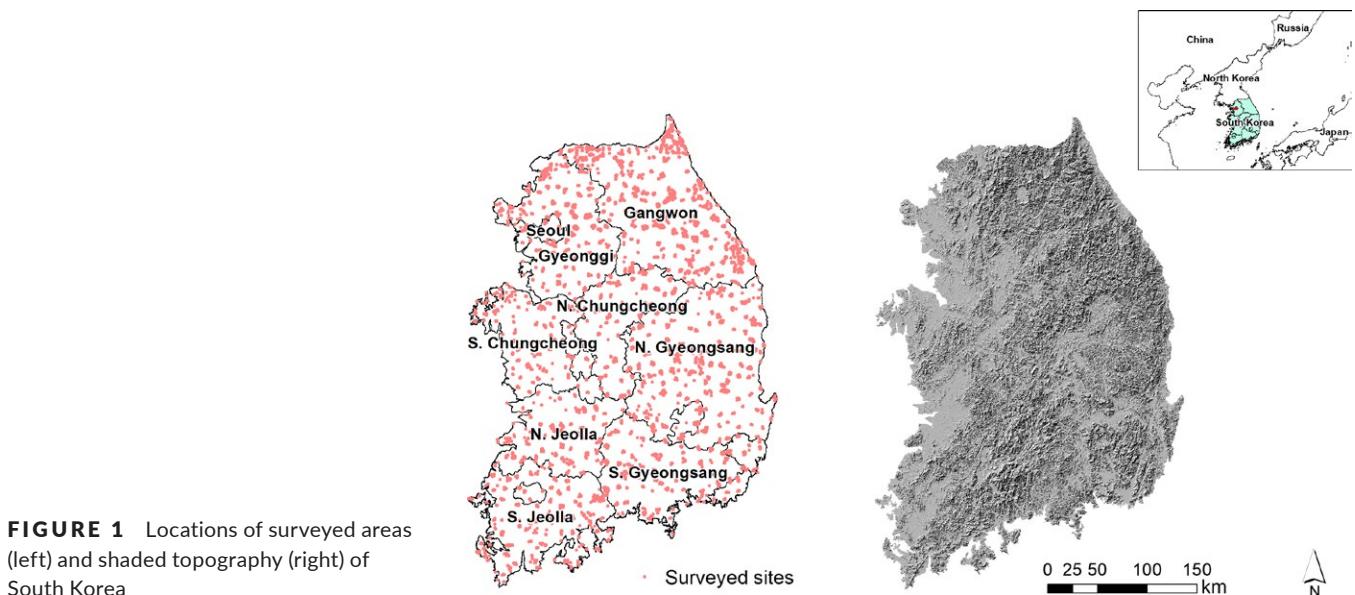 China
Russia
North Korea
South Korea
Japan
Gangwon
Seoul
Gyeonggi
N. Chungcheong
S. Chungcheong
N. Gyeongsang
N. Jeolla
S. Gyeongsang
S. Jeolla
Surveyed sites
0 25 50 100 150
km
N
FIGURE 1 Locations of surveyed areas
(left) and shaded topography (right) of
South Korea